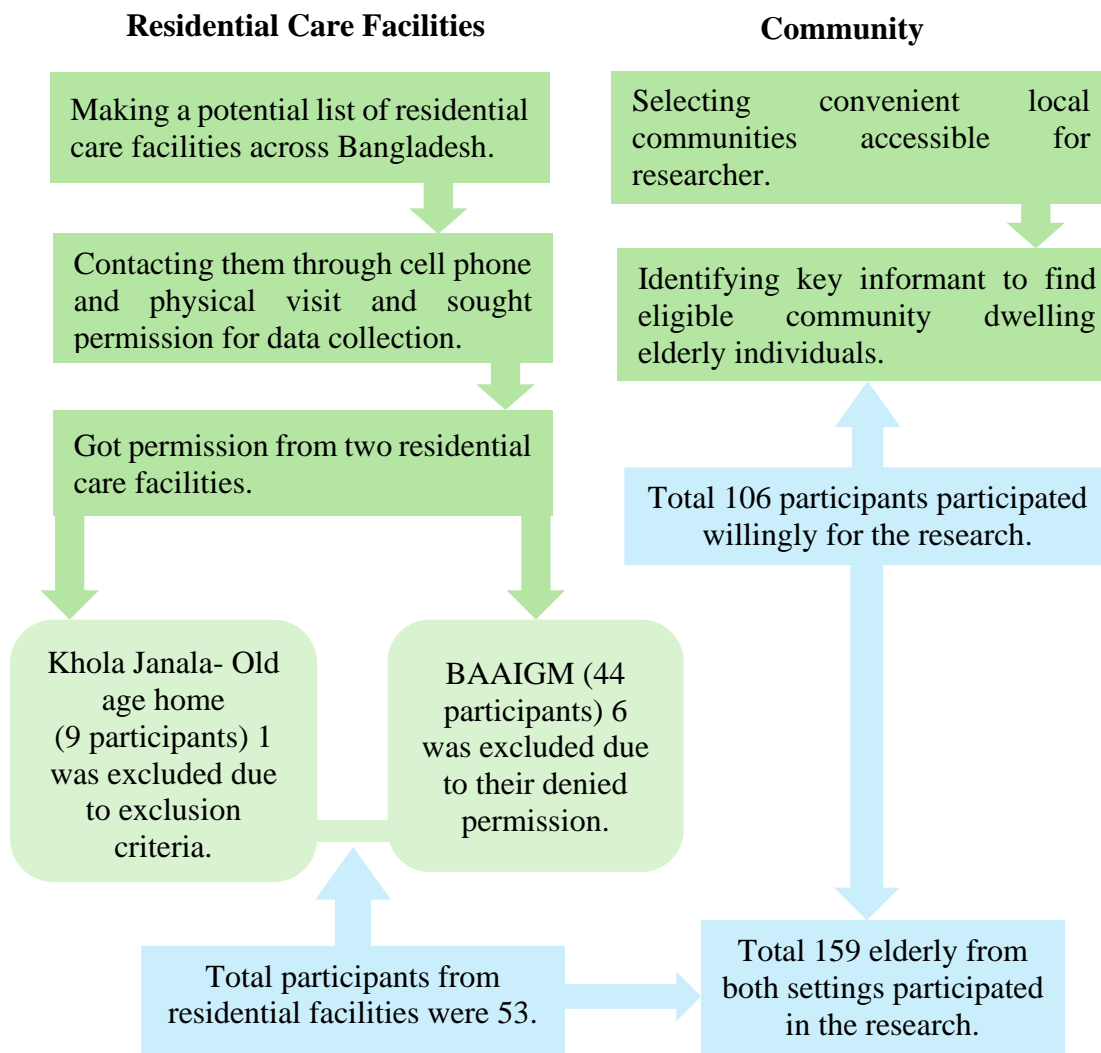 Residential Care Facilities
Making a potential list of residential
care facilities across Bangladesh.
Contacting them through cell phone
and physical visit and sought
permission for data collection.
Got permission from two residential
care facilities.
Khola Janala- Old
age home
(9 participants) 1
was excluded due
to exclusion
criteria.
BAAIGM (44
participants) 6
was excluded due
to their denied
permission.
Total participants from
residential facilities were 53.
Community
Selecting convenient local
communities accessible for
researcher.
Identifying key informant to find
eligible community dwelling
elderly individuals.
Total 106 participants participated
willingly for the research.
Total 159 elderly from
both settings participated
in the research.